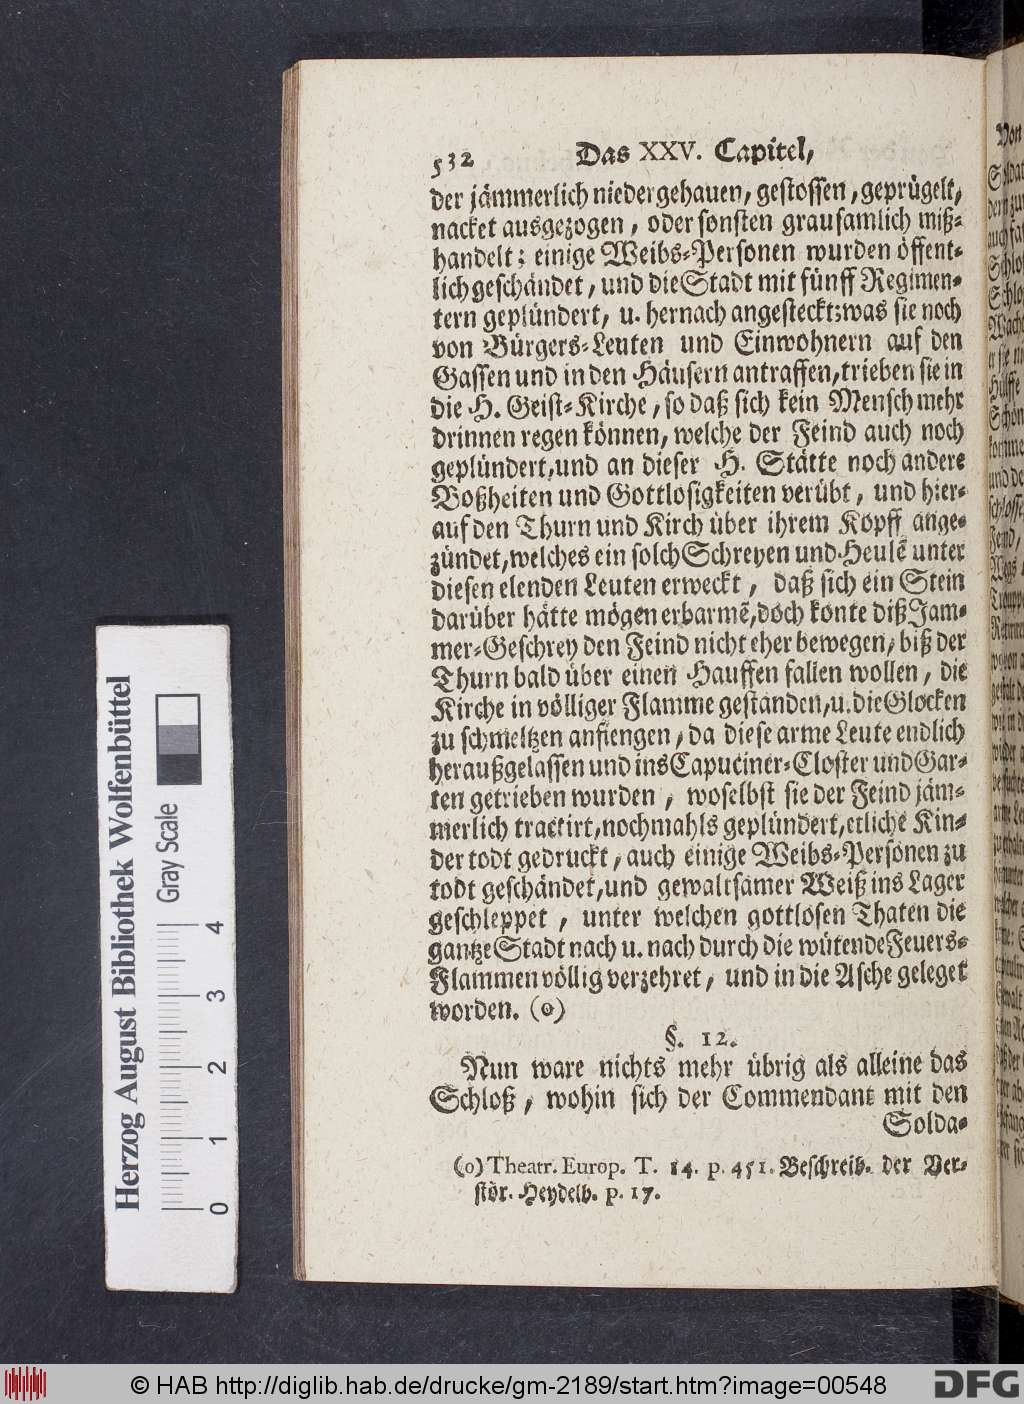 532 Das XXV. Capitel,
der jämmerlich niedergehauen, gestossen, geprügelt,
nacket ausgezogen, oder sonsten grausamlich miß-
handelt; einige Weibs-Personen wurden öffent-
lich geschändet, und die Stadt mit fünff Regimen-
tern geplündert, u. hernach angesteckt; was sie noch
von Bürgers-Leuten und Einwohnern auf den
Gassen und in den Häusern antraffen, trieben sie in
die H. Geist-Kirche, so daß sich kein Mensch mehr
drinnen regen können, welche der Feind auch noch
geplündert, und an dieser H. Stätte noch andere
Boßheiten und Gottlosigkeiten verübt, und hier-
auf den Thurn und Kirch über ihrem Kopff ange-
zündet, welches ein solch Schreyen und Heulē unter
diesen elenden Leuten erweckt, daß sich ein Stein
darüber hätte mögen erbarmē, doch konte diß Jam-
mer-Geschrey den Feind nicht eher bewegen, biß der
Thurn bald über einen Hauffen fallen wollen, die
Kirche in völliger Flamme gestanden, u. die Glocken
zu schmeltzen anfiengen, da diese arme Leute endlich
heraußgelassen und ins Capuciner-Closter und Gar-
ten getrieben wurden, woselbst sie der Feind jäm-
merlich tractirt, nochmahls geplündert, etliche Kin-
der todt gedruckt, auch einige Weibs-Personen zu
todt geschändet, und gewaltsamer Weiß ins Lager
geschleppet, unter welchen gottlosen Thaten die
gantze Stadt nach u. nach durch die wütende Feuers-
Flammen völlig verzehret, und in die Asche geleget
worden. (o)
§. 12.
Nun ware nichts mehr übrig als alleine das
Schloß, wohin sich der Commendant mit den
Solda-
(o) Theatr. Europ. T. 14. p. 451. Beschreib. der Ver-
stör. Heydelb. p. 17.
Herzog August Bibliothek Wolfenbüttel
Gray Scale
0 1 2 3 4
© HAB http://diglib.hab.de/drucke/gm-2189/start.htm?image=00548
DFG